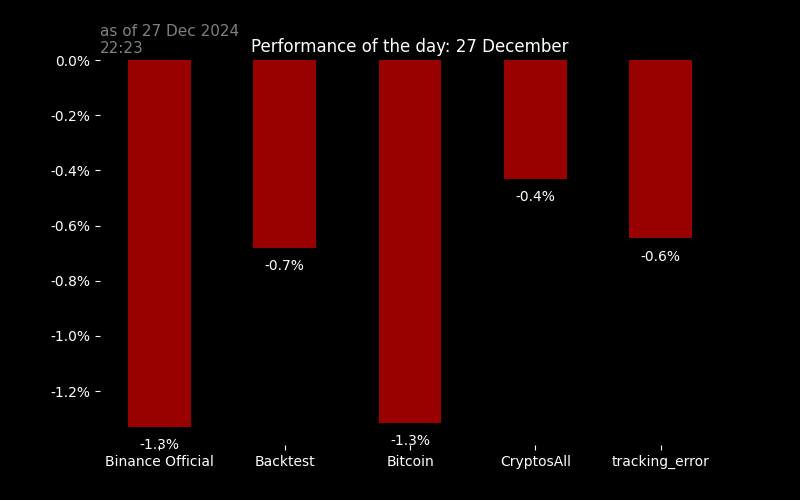 as of 27 Dec 2024
22:23
Performance of the day: 27 December
0.0%
-0.2%
-0.4%
-0.6%
-0.8%
-1.0%
-1.2%
-1.3%
-0.7%
-1.3%
-0.4%
-0.6%
Binance Official
Backtest
Bitcoin
CryptosAll
tracking_error